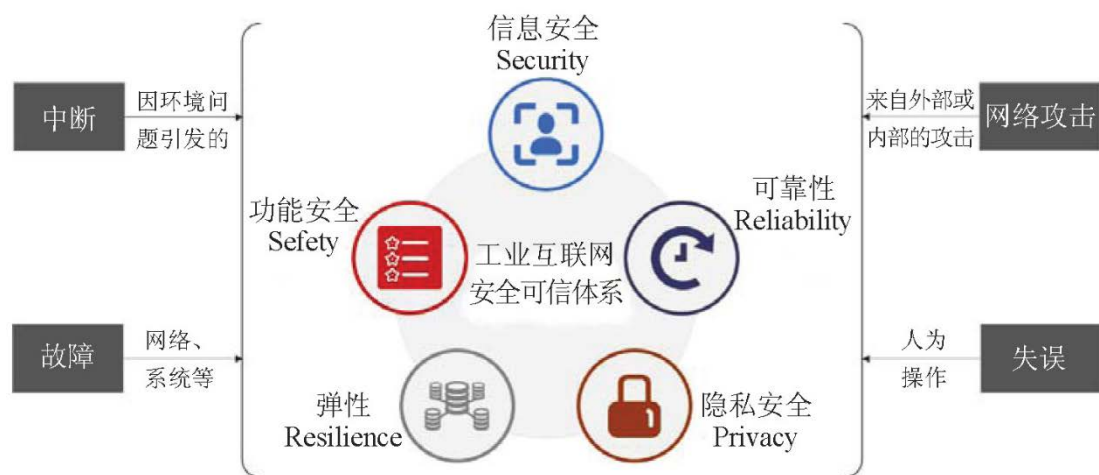 信息安全
Security
中断
因环境问
题引发的
来自外部或
内部的攻击
网络攻击
功能安全
Sefety
可靠性
Reliability
工业互联网
安全可信体系
故障
网络、
系统等
人为
操作
失误
弹性
Resilience
隐私安全
Privacy